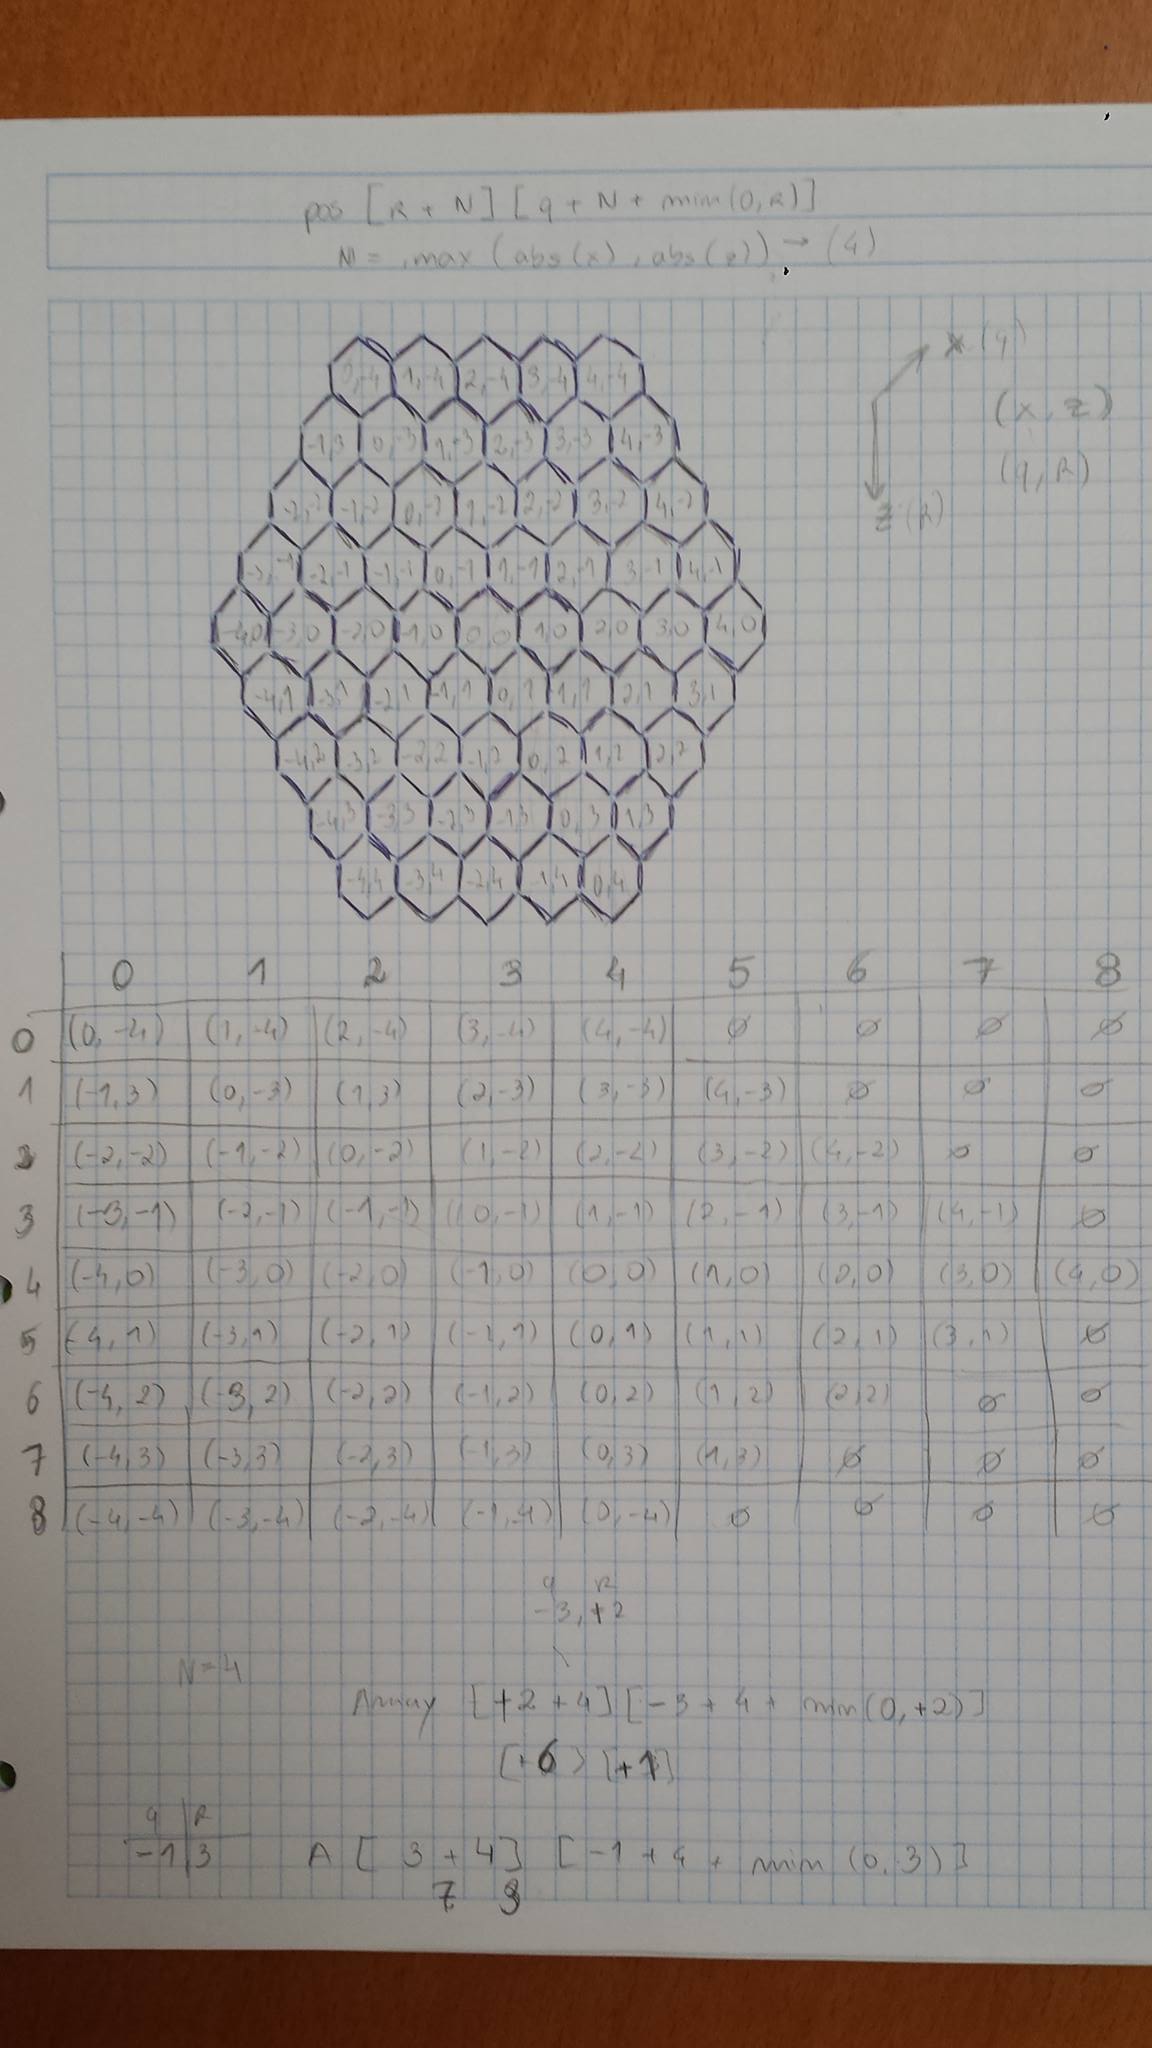 pos [R + N] [q + N + min(0,R)]
N = max (abs(x), abs(z)) → (4)
x (q)
(x, z)
(q, R)
z (R)
0,-4 1,-4 2,-4 3,-4 4,-4
-1,3 0,-3 1,-3 2,-3 3,-3 4,-3
-2,-2 -1,-2 0,-2 1,-2 2,-2 3,-2 4,-2
-3,-1 -2,-1 -1,-1 0,-1 1,-1 2,-1 3,-1 4,-1
-4,0 -3,0 -2,0 -1,0 0,0 1,0 2,0 3,0 4,0
-4,1 -3,1 -2,1 -1,1 0,1 1,1 2,1 3,1
-4,2 -3,2 -2,2 -1,2 0,2 1,2 2,2
-4,3 -3,3 -2,3 -1,3 0,3 1,3
-4,4 -3,4 -2,4 -1,4 0,4
0 1 2 3 4 5 6 7 8
0 (0,-4) (1,-4) (2,-4) (3,-4) (4,-4) ∅ ∅ ∅ ∅
1 (-1,3) (0,-3) (1,3) (2,-3) (3,-3) (4,-3) ∅ ∅ ∅
2 (-2,-2) (-1,-2) (0,-2) (1,-2) (2,-2) (3,-2) (4,-2) ∅ ∅
3 (-3,-1) (-2,-1) (-1,-1) (0,-1) (1,-1) (2,-1) (3,-1) (4,-1) ∅
4 (-4,0) (-3,0) (-2,0) (-1,0) (0,0) (1,0) (2,0) (3,0) (4,0)
5 (-4,1) (-3,1) (-2,1) (-1,1) (0,1) (1,1) (2,1) (3,1) ∅
6 (-4,2) (-3,2) (-2,2) (-1,2) (0,2) (1,2) (2,2) ∅ ∅
7 (-4,3) (-3,3) (-2,3) (-1,3) (0,3) (1,3) ∅ ∅ ∅
8 (-4,-4) (-3,-4) (-2,-4) (-1,-4) (0,-4) ∅ ∅ ∅ ∅
q R
-3, +2
N=4
Array [+2 + 4] [-3 + 4 + min(0,+2)]
[+6] [+1]
q R
-1 3 A [3 + 4] [-1 + 4 + min (0,3)]
7 3